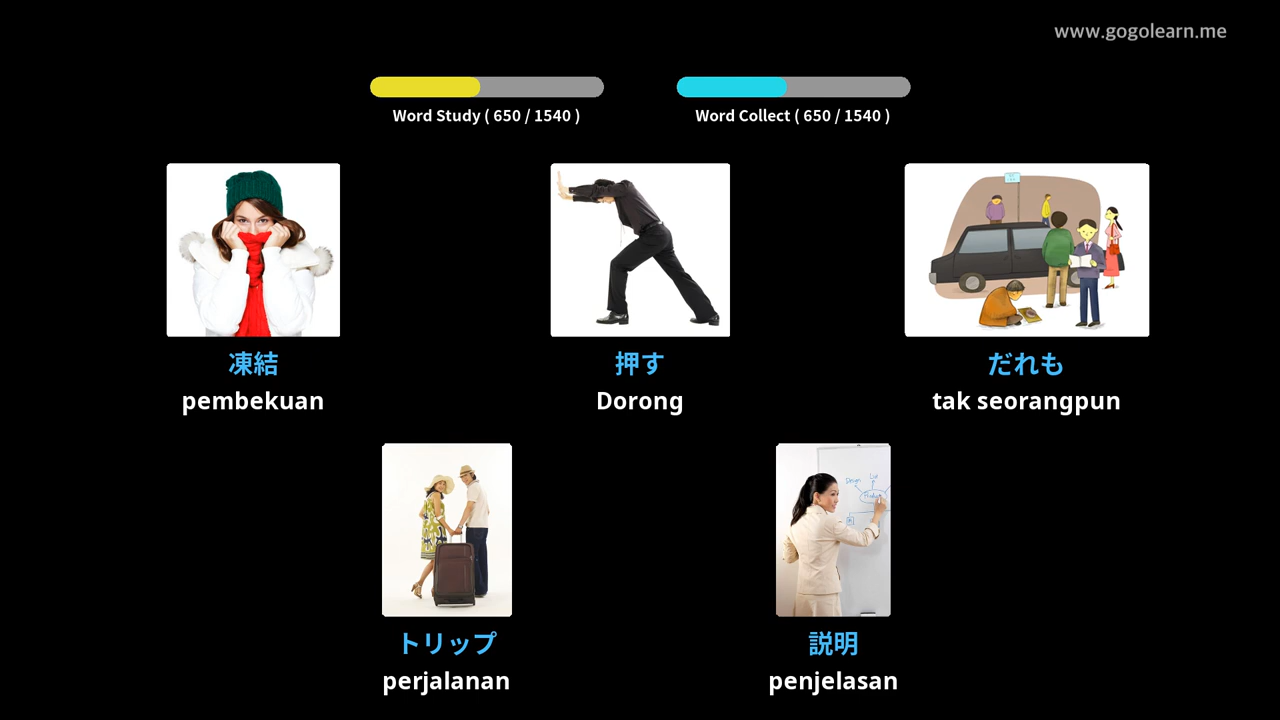 www.gogolearn.me
Word Study ( 650 / 1540 )
Word Collect ( 650 / 1540 )
凍結
pembekuan
押す
Dorong
だれも
tak seorangpun
トリップ
perjalanan
説明
penjelasan